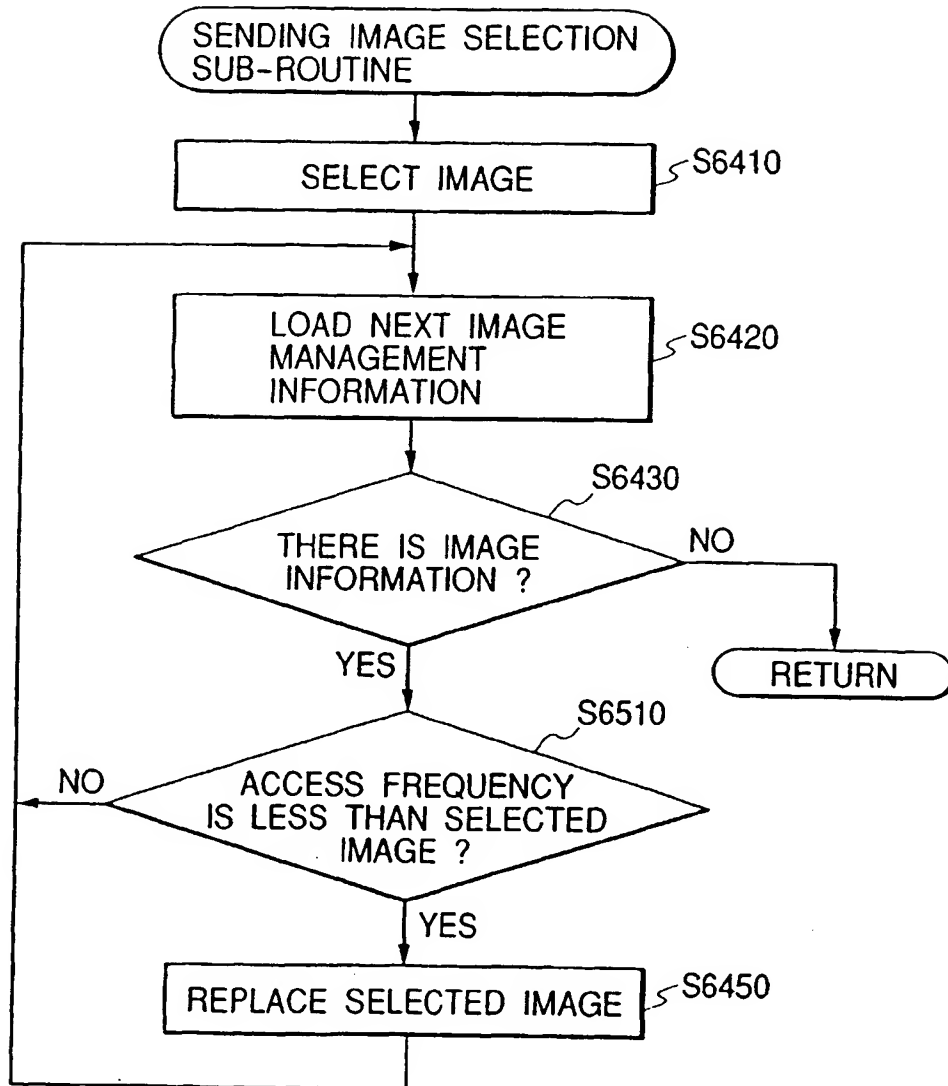 SENDING IMAGE SELECTION
SUB-ROUTINE
SELECT IMAGE
S6410
LOAD NEXT IMAGE
MANAGEMENT
INFORMATION
S6420
S6430
THERE IS IMAGE
INFORMATION ?
NO
YES
RETURN
S6510
NO
ACCESS FREQUENCY
IS LESS THAN SELECTED
IMAGE ?
YES
REPLACE SELECTED IMAGE
S6450